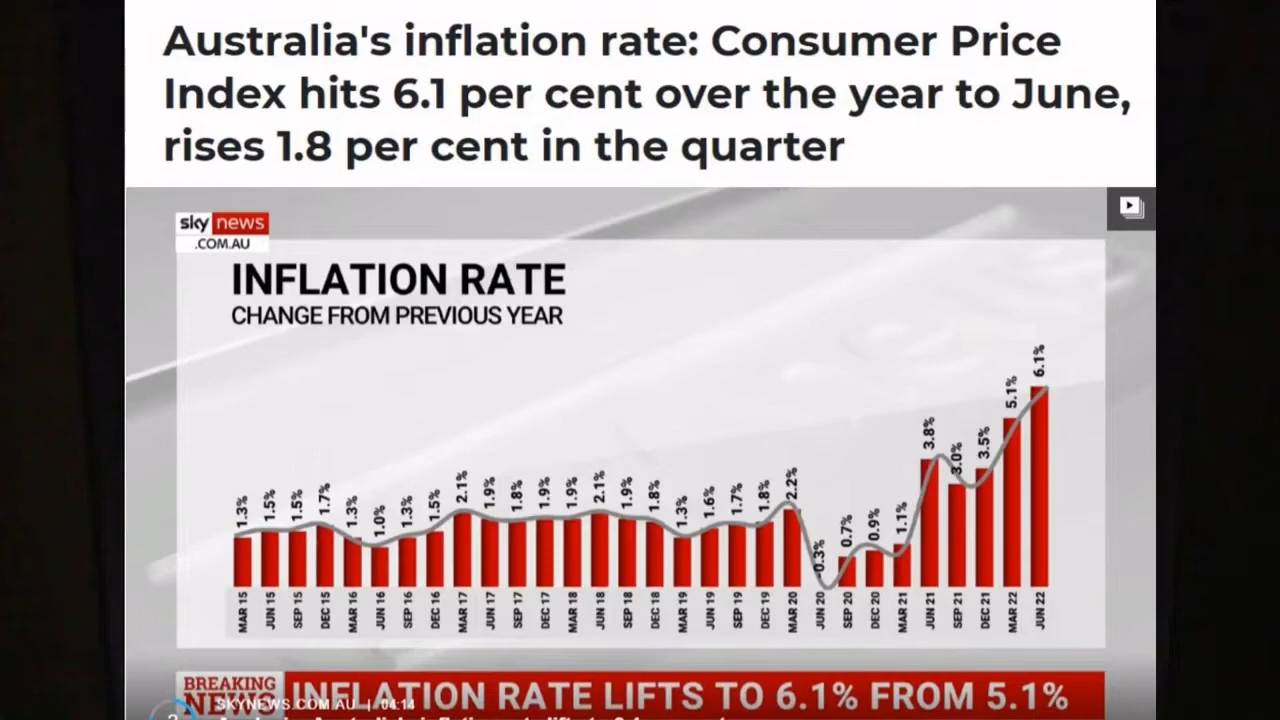 Australia's inflation rate: Consumer Price
Index hits 6.1 per cent over the year to June,
rises 1.8 per cent in the quarter
sky news
.COM.AU
INFLATION RATE
CHANGE FROM PREVIOUS YEAR
1.3% 1.5% 1.5% 1.7% 1.3% 1.0% 1.3% 1.5% 2.1% 1.9% 1.8% 1.9% 1.9% 2.1% 1.9% 1.8% 1.3% 1.6% 1.7% 1.8% 2.2% -0.3% 0.7% 0.9% 1.1% 3.8% 3.0% 3.5% 5.1% 6.1%
MAR 15 JUN 15 SEP 15 DEC 15 MAR 16 JUN 16 SEP 16 DEC 16 MAR 17 JUN 17 SEP 17 DEC 17 MAR 18 JUN 18 SEP 18 DEC 18 MAR 19 JUN 19 SEP 19 DEC 19 MAR 20 JUN 20 SEP 20 DEC 20 MAR 21 JUN 21 SEP 21 DEC 21 MAR 22 JUN 22
BREAKING
NEWS
INFLATION RATE LIFTS TO 6.1% FROM 5.1%
SKYNEWS.COM.AU | 04:14